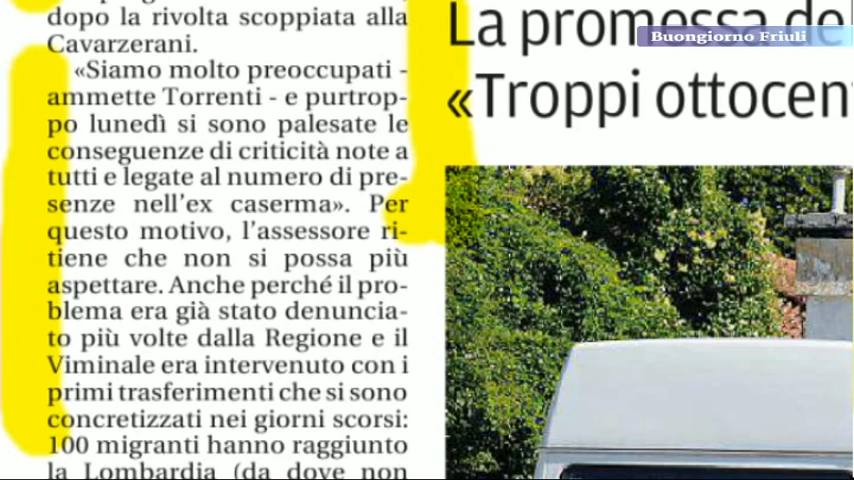 dopo la rivolta scoppiata alla
Cavarzerani.
«Siamo molto preoccupati -
ammette Torrenti - e purtrop-
po lunedì si sono palesate le
conseguenze di criticità note a
tutti e legate al numero di pre-
senze nell'ex caserma». Per
questo motivo, l'assessore ri-
tiene che non si possa più
aspettare. Anche perché il pro-
blema era già stato denuncia-
to più volte dalla Regione e il
Viminale era intervenuto con i
primi trasferimenti che si sono
concretizzati nei giorni scorsi:
100 migranti hanno raggiunto
la Lombardia (da dove non
La promessa del
Buongiorno Friuli
«Troppi ottocen